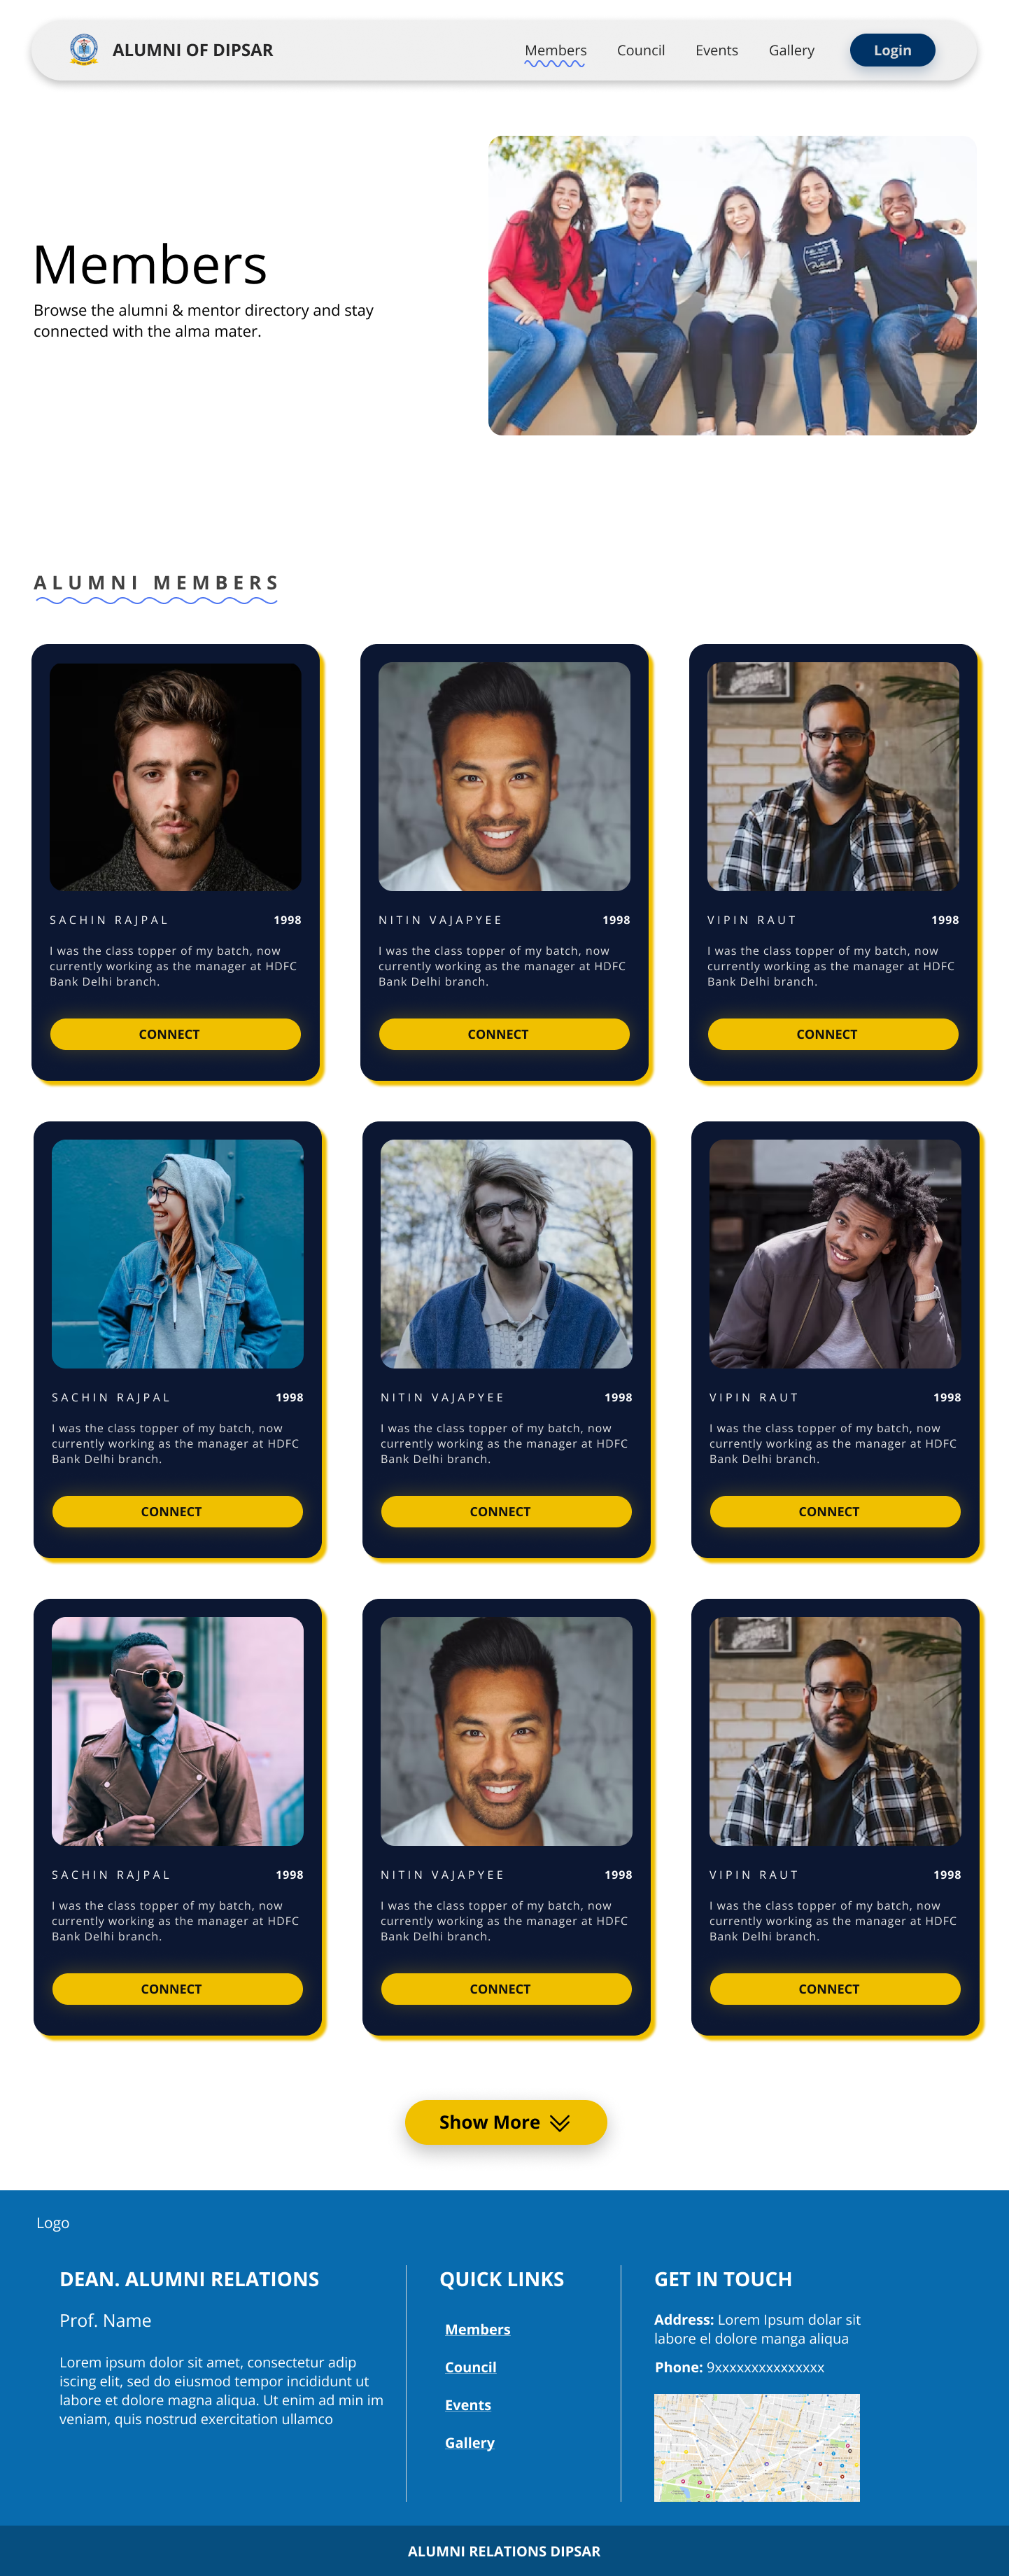 ALUMNI OF DIPSAR
Members
Council
Events
Gallery
Login
Members
Browse the alumni & mentor directory and stay
connected with the alma mater.
ALUMNI MEMBERS
SACHIN RAJPAL 1998
I was the class topper of my batch, now
currently working as the manager at HDFC
Bank Delhi branch.
CONNECT
NITIN VAJAPYEE 1998
I was the class topper of my batch, now
currently working as the manager at HDFC
Bank Delhi branch.
CONNECT
VIPIN RAUT 1998
I was the class topper of my batch, now
currently working as the manager at HDFC
Bank Delhi branch.
CONNECT
SACHIN RAJPAL 1998
I was the class topper of my batch, now
currently working as the manager at HDFC
Bank Delhi branch.
CONNECT
NITIN VAJAPYEE 1998
I was the class topper of my batch, now
currently working as the manager at HDFC
Bank Delhi branch.
CONNECT
VIPIN RAUT 1998
I was the class topper of my batch, now
currently working as the manager at HDFC
Bank Delhi branch.
CONNECT
SACHIN RAJPAL 1998
I was the class topper of my batch, now
currently working as the manager at HDFC
Bank Delhi branch.
CONNECT
NITIN VAJAPYEE 1998
I was the class topper of my batch, now
currently working as the manager at HDFC
Bank Delhi branch.
CONNECT
VIPIN RAUT 1998
I was the class topper of my batch, now
currently working as the manager at HDFC
Bank Delhi branch.
CONNECT
Show More
Logo
DEAN. ALUMNI RELATIONS
Prof. Name
Lorem ipsum dolor sit amet, consectetur adip
iscing elit, sed do eiusmod tempor incididunt ut
labore et dolore magna aliqua. Ut enim ad min im
veniam, quis nostrud exercitation ullamco
QUICK LINKS
Members
Council
Events
Gallery
GET IN TOUCH
Address: Lorem Ipsum dolar sit
labore el dolore manga aliqua
Phone: 9xxxxxxxxxxxxxxx
ALUMNI RELATIONS DIPSAR